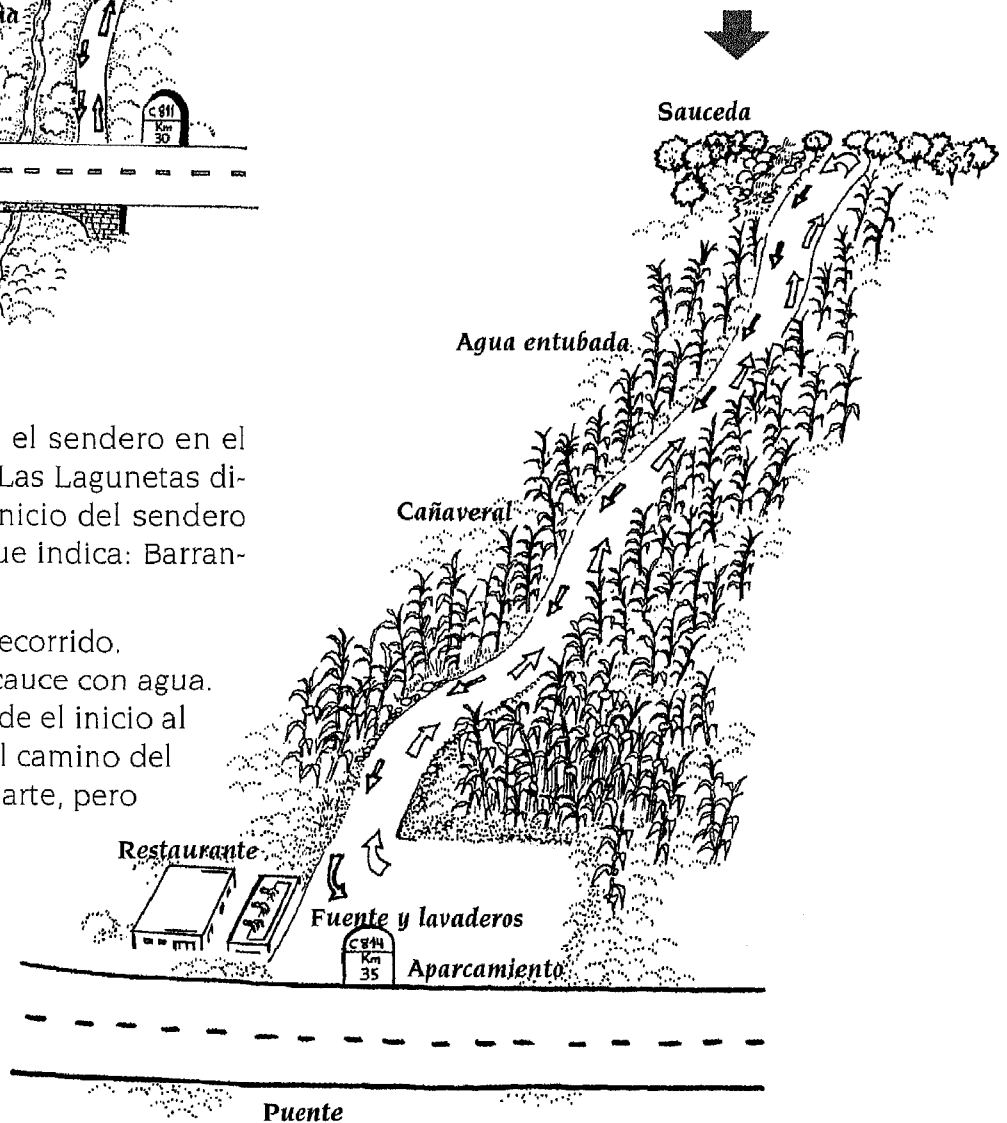 C 811
Km
30
Sauceda
Agua entubada
el sendero en el
Las Lagunetas di-
nicio del sendero
ue indica: Barran-
Cañaveral
ecorrido.
cauce con agua.
de el inicio al
l camino del
arte, pero
Restaurante
Fuente y lavaderos
C 814
Km
35
Aparcamiento
Puente